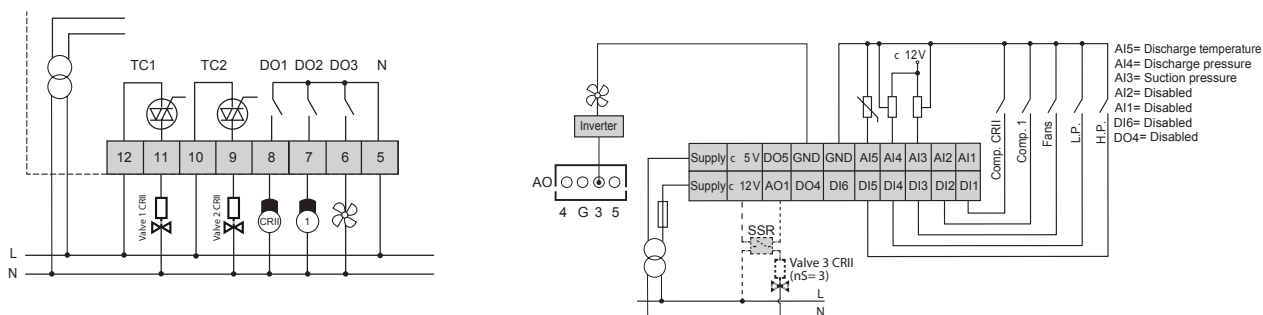 TC1 TC2 DO1 DO2 DO3 N
12 11 10 9 8 7 6 5
Valve 1 CRII
Valve 2 CRII
CRII
1
L
N
c 12V
Inverter
AO
4 G 3 5
Supply c 5 V DO5 GND GND AI5 AI4 AI3 AI2 AI1
Supply c 12 V AO1 DO4 DI6 DI5 DI4 DI3 DI2 DI1
SSR
Valve 3 CRII
(nS= 3)
L
N
Comp. CRII
Comp. 1
Fans
L.P.
H.P.
AI5= Discharge temperature
AI4= Discharge pressure
AI3= Suction pressure
AI2= Disabled
AI1= Disabled
DI6= Disabled
DO4= Disabled